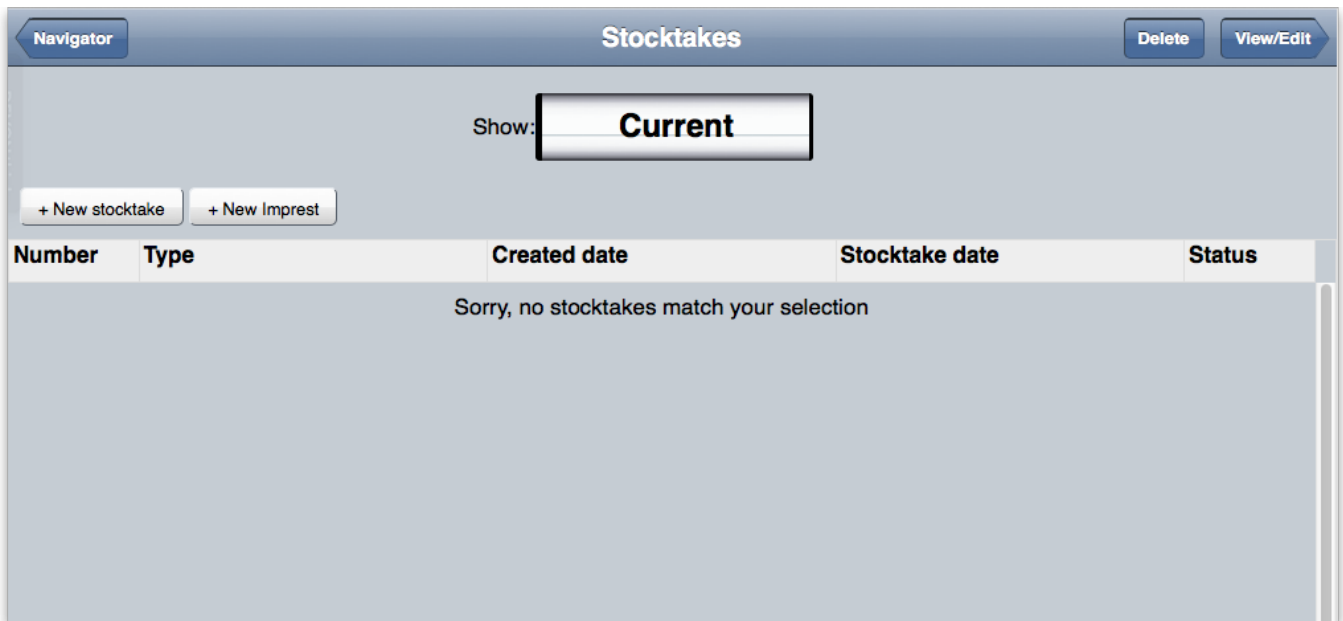 Navigator Stocktakes Delete View/Edit
Show: Current
+ New stocktake + New Imprest
Number Type Created date Stocktake date Status
Sorry, no stocktakes match your selection